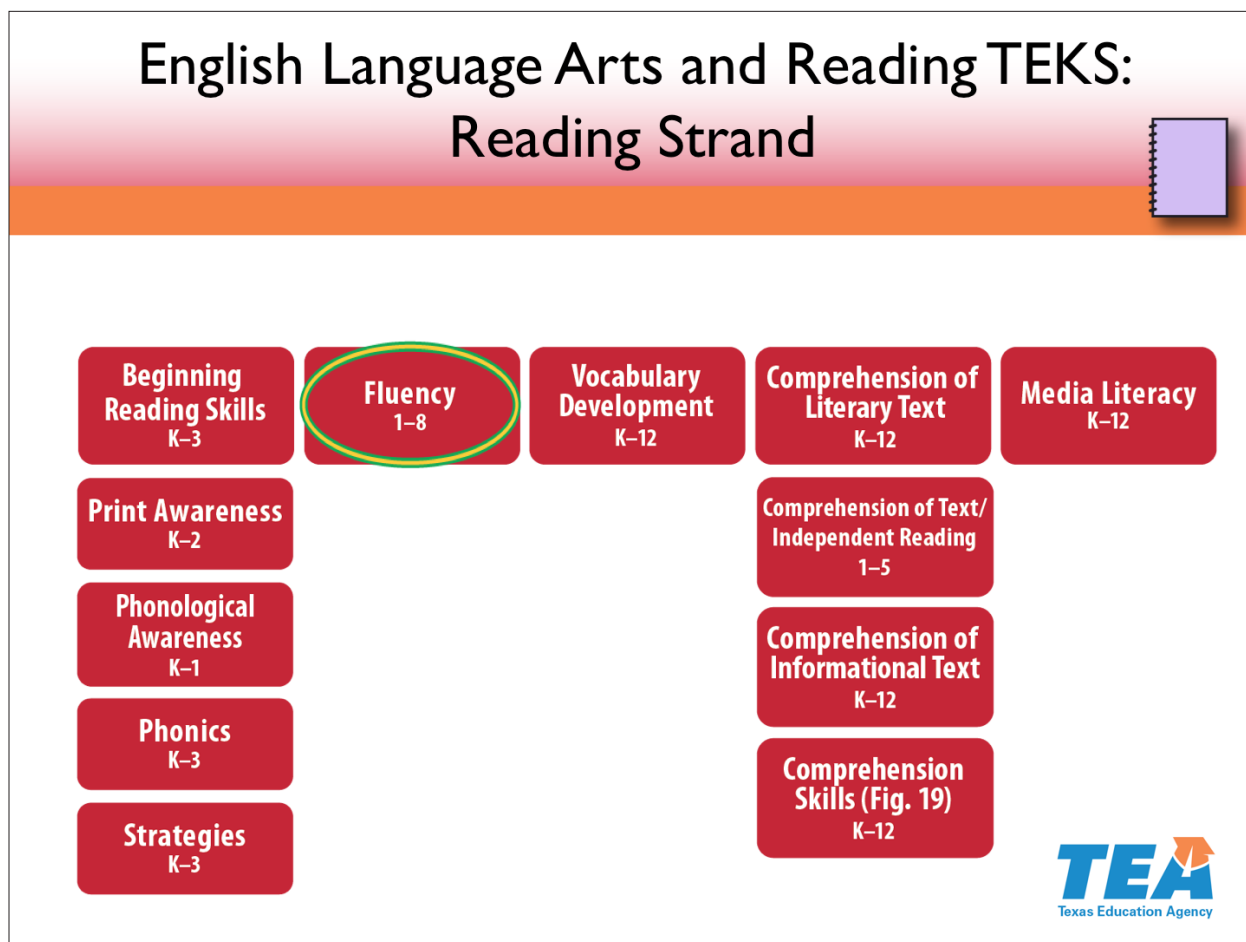 English Language Arts and Reading TEKS:
Reading Strand
Beginning
Reading Skills
K–3
Print Awareness
K–2
Phonological
Awareness
K–1
Phonics
K–3
Strategies
K–3
Fluency
1–8
Vocabulary
Development
K–12
Comprehension of
Literary Text
K–12
Comprehension of Text/
Independent Reading
1–5
Comprehension of
Informational Text
K–12
Comprehension
Skills (Fig. 19)
K–12
Media Literacy
K–12
TEA
Texas Education Agency